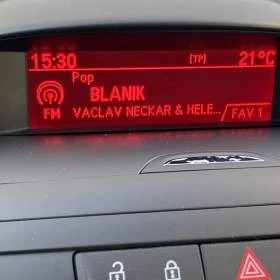 15:30 [TP] 21°C
Pop
BLANIK
VACLAV NECKAR & HELE...
FM FAV 1